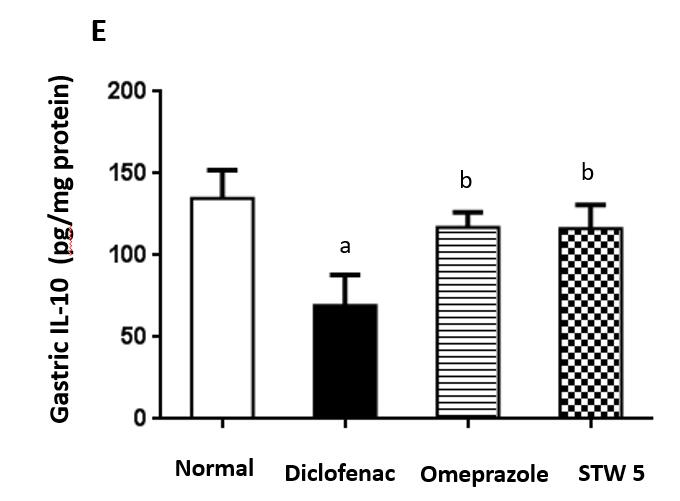 E
Gastric IL-10 (pg/mg protein)
200
150
100
50
0
a
b
b
Normal
Diclofenac
Omeprazole
STW 5